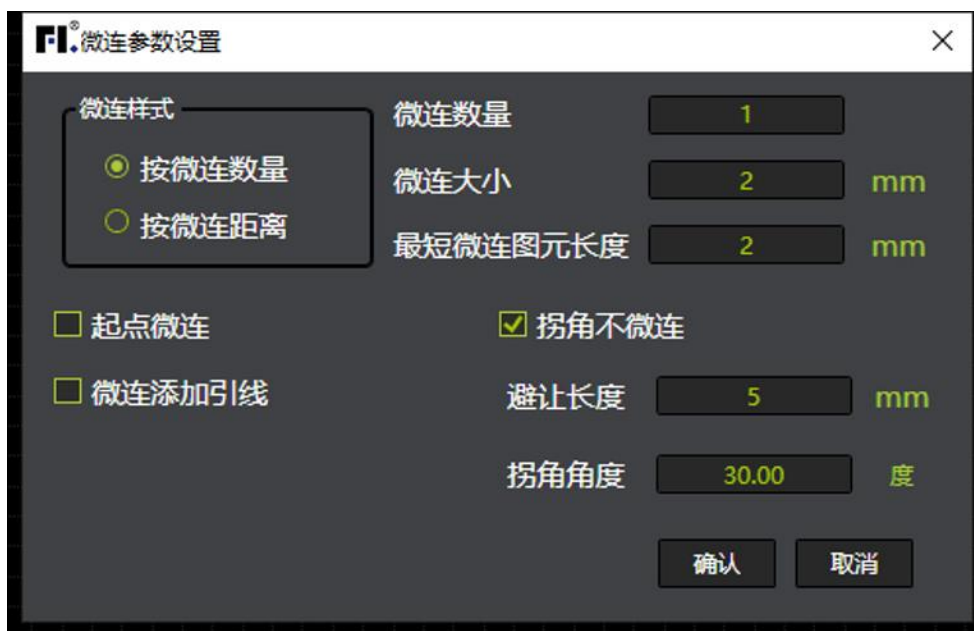 FI.®微连参数设置
微连样式
按微连数量
按微连距离
微连数量 1
微连大小 2 mm
最短微连图元长度 2 mm
起点微连
拐角不微连
微连添加引线
避让长度 5 mm
拐角角度 30.00 度
确认 取消